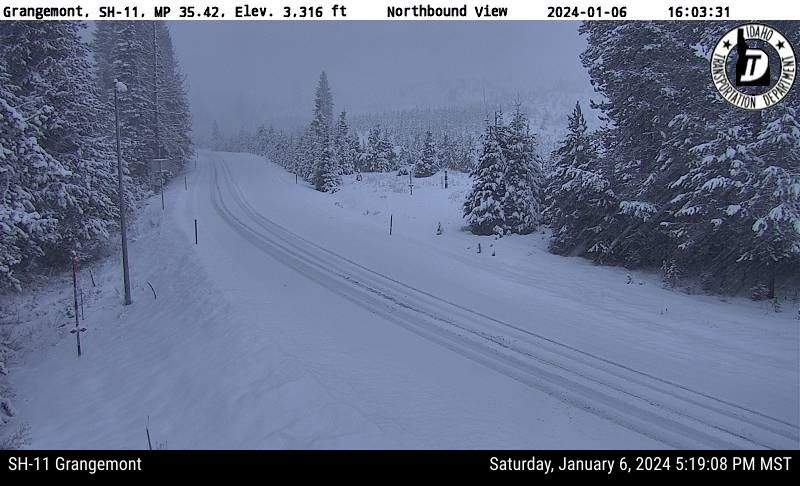 Grangemont, SH-11, MP 35.42, Elev. 3,316 ft Northbound View 2024-01-06 16:03:31
IDAHO
TRANSPORTATION DEPARTMENT
SH-11 Grangemont Saturday, January 6, 2024 5:19:08 PM MST